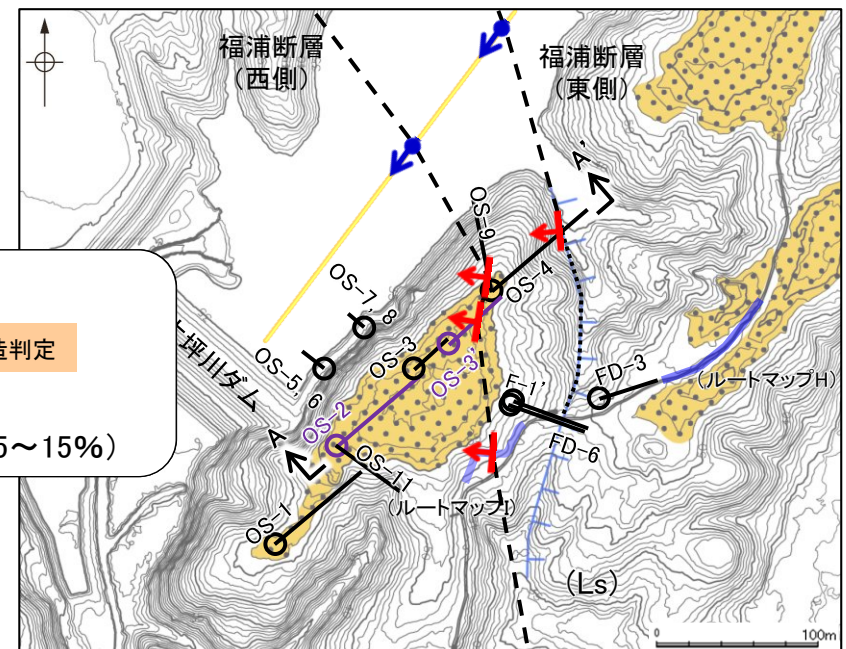 福浦断層
(西側)
福浦断層
(東側)
A'
OS-9
OS-4
OS-7, 8
OS-5, 6
OS-3
OS-3'
F-1'
FD-3
(ルートマップH)
FD-6
坪川ダム
OS-2
A
OS-11
(ルートマップI)
OS-1
(Ls)
造判定
5～15%)
0
100m